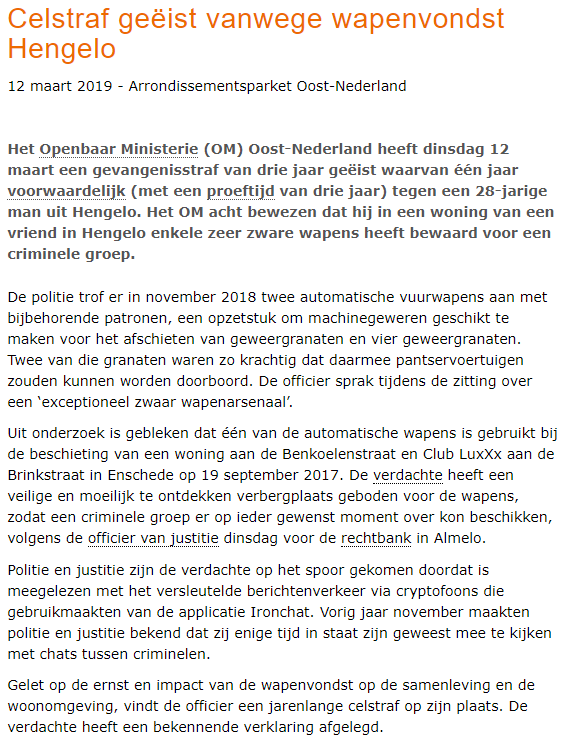 Celstraf geëist vanwege wapenvondst
Hengelo
12 maart 2019 - Arrondissementsparket Oost-Nederland
Het Openbaar Ministerie (OM) Oost-Nederland heeft dinsdag 12
maart een gevangenisstraf van drie jaar geëist waarvan één jaar
voorwaardelijk (met een proeftijd van drie jaar) tegen een 28-jarige
man uit Hengelo. Het OM acht bewezen dat hij in een woning van een
vriend in Hengelo enkele zeer zware wapens heeft bewaard voor een
criminele groep.
De politie trof er in november 2018 twee automatische vuurwapens aan met
bijbehorende patronen, een opzetstuk om machinegeweren geschikt te
maken voor het afschieten van geweergranaten en vier geweergranaten.
Twee van die granaten waren zo krachtig dat daarmee pantservoertuigen
zouden kunnen worden doorboord. De officier sprak tijdens de zitting over
een ‘exceptioneel zwaar wapenarsenaal’.
Uit onderzoek is gebleken dat één van de automatische wapens is gebruikt bij
de beschieting van een woning aan de Benkoelenstraat en Club LuxXx aan de
Brinkstraat in Enschede op 19 september 2017. De verdachte heeft een
veilige en moeilijk te ontdekken verbergplaats geboden voor de wapens,
zodat een criminele groep er op ieder gewenst moment over kon beschikken,
volgens de officier van justitie dinsdag voor de rechtbank in Almelo.
Politie en justitie zijn de verdachte op het spoor gekomen doordat is
meegelezen met het versleutelde berichtenverkeer via cryptofoons die
gebruikmaakten van de applicatie Ironchat. Vorig jaar november maakten
politie en justitie bekend dat zij enige tijd in staat zijn geweest mee te kijken
met chats tussen criminelen.
Gelet op de ernst en impact van de wapenvondst op de samenleving en de
woonomgeving, vindt de officier een jarenlange celstraf op zijn plaats. De
verdachte heeft een bekennende verklaring afgelegd.